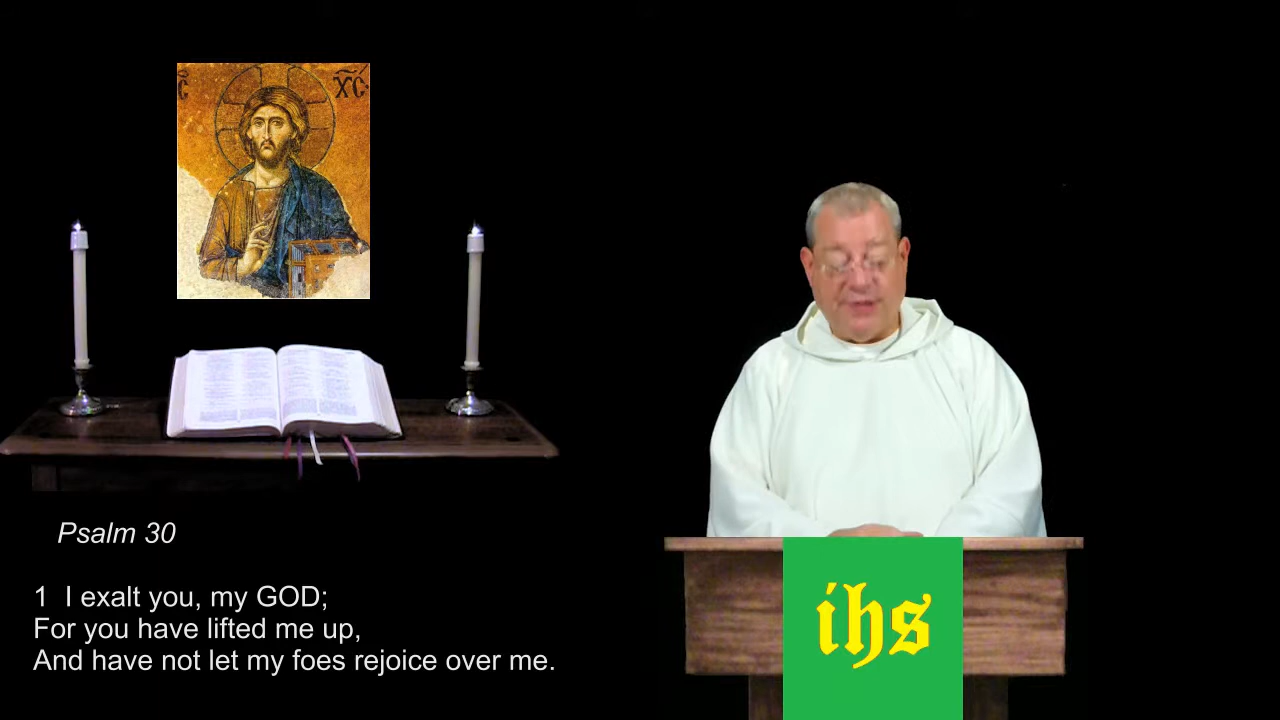 XC
Psalm 30
1 I exalt you, my GOD;
For you have lifted me up,
And have not let my foes rejoice over me.
ihs